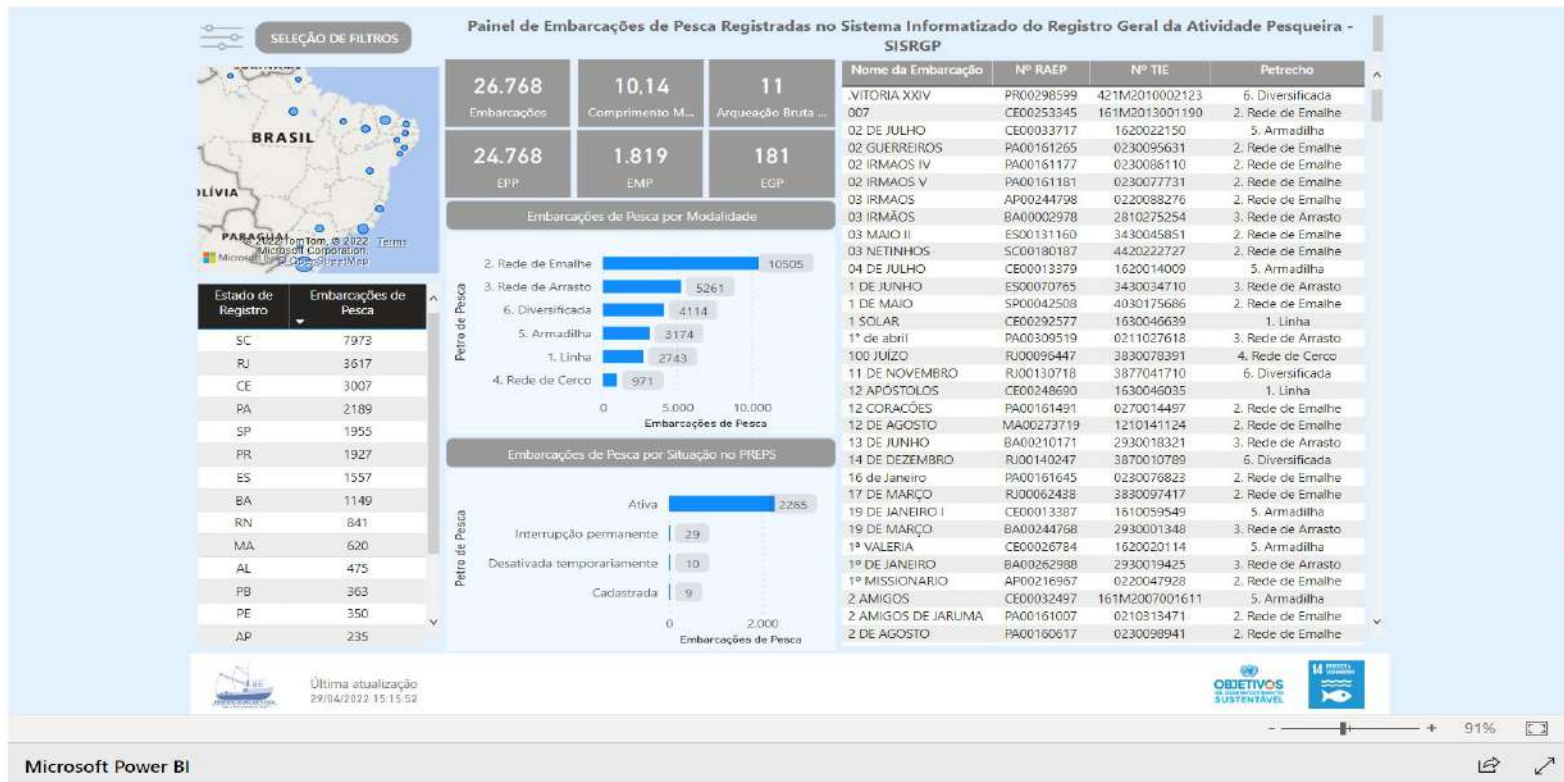 SELEÇÃO DE FILTROS
Painel de Embarcações de Pesca Registradas no Sistema Informatizado do Registro Geral da Atividade Pesqueira -
SISRGP
BRASIL
OLÍVIA
PARAGUAI
© 2022 TomTom, © 2022 Terms
Microsoft Corporation,
© OpenStreetMap
Estado de Registro Embarcações de Pesca
SC 7973
RJ 3617
CE 3007
PA 2189
SP 1955
PR 1927
ES 1557
BA 1149
RN 841
MA 620
AL 475
PB 363
PE 350
AP 235
26.768
Embarcações
10,14
Comprimento M...
11
Arqueação Bruta ...
24.768
EPP
1.819
EMP
181
EGP
Embarcações de Pesca por Modalidade
Petro de Pesca
2. Rede de Emalhe 10505
3. Rede de Arrasto 5261
6. Diversificada 4114
5. Armadilha 3174
1. Linha 2743
4. Rede de Cerco 971
0 5.000 10.000
Embarcações de Pesca
Embarcações de Pesca por Situação no PREPS
Petro de Pesca
Ativa 2265
Interrupção permanente 29
Desativada temporariamente 10
Cadastrada 9
0 2.000
Embarcações de Pesca
Nome da Embarcação Nº RAEP Nº TIE Petrecho
.VITORIA XXIV PR00298599 421M2010002123 6. Diversificada
007 CE00253345 161M2013001190 2. Rede de Emalhe
02 DE JULHO CE00033717 1620022150 5. Armadilha
02 GUERREIROS PA00161265 0230095631 2. Rede de Emalhe
02 IRMAOS IV PA00161177 0230086110 2. Rede de Emalhe
02 IRMAOS V PA00161181 0230077731 2. Rede de Emalhe
03 IRMAOS AP00244798 0220088276 2. Rede de Emalhe
03 IRMÃOS BA00002978 2810275254 3. Rede de Arrasto
03 MAIO II ES00131160 3430045851 2. Rede de Emalhe
03 NETINHOS SC00180187 4420222727 2. Rede de Emalhe
04 DE JULHO CE00013379 1620014009 5. Armadilha
1 DE JUNHO ES00070765 3430034710 3. Rede de Arrasto
1 DE MAIO SP00042508 4030175686 2. Rede de Emalhe
1 SOLAR CE00292577 1630046639 1. Linha
1° de abril PA00309519 0211027618 3. Rede de Arrasto
100 JUÍZO RJ00096447 3830078391 4. Rede de Cerco
11 DE NOVEMBRO RJ00130718 3877041710 6. Diversificada
12 APÓSTOLOS CE00248690 1630046035 1. Linha
12 CORAÇÕES PA00161491 0270014497 2. Rede de Emalhe
12 DE AGOSTO MA00273719 1210141124 2. Rede de Emalhe
13 DE JUNHO BA00210171 2930018321 3. Rede de Arrasto
14 DE DEZEMBRO RJ00140247 3870010789 6. Diversificada
16 de Janeiro PA00161645 0230076823 2. Rede de Emalhe
17 DE MARÇO RJ00062438 3830097417 2. Rede de Emalhe
19 DE JANEIRO I CE00013387 1610059549 5. Armadilha
19 DE MARÇO BA00244768 2930001348 3. Rede de Arrasto
1ª VALERIA CE00026784 1620020114 5. Armadilha
1º DE JANEIRO BA00262988 2930019425 3. Rede de Arrasto
1º MISSIONARIO AP00216967 0220047928 2. Rede de Emalhe
2 AMIGOS CE00032497 161M2007001611 5. Armadilha
2 AMIGOS DE JARUMA PA00161007 0210313471 2. Rede de Emalhe
2 DE AGOSTO PA00160617 0230098941 2. Rede de Emalhe
Última atualização
29/04/2022 15:15:52
OBJETIVOS
DE DESENVOLVIMENTO
SUSTENTÁVEL
14
- + 91%
Microsoft Power BI